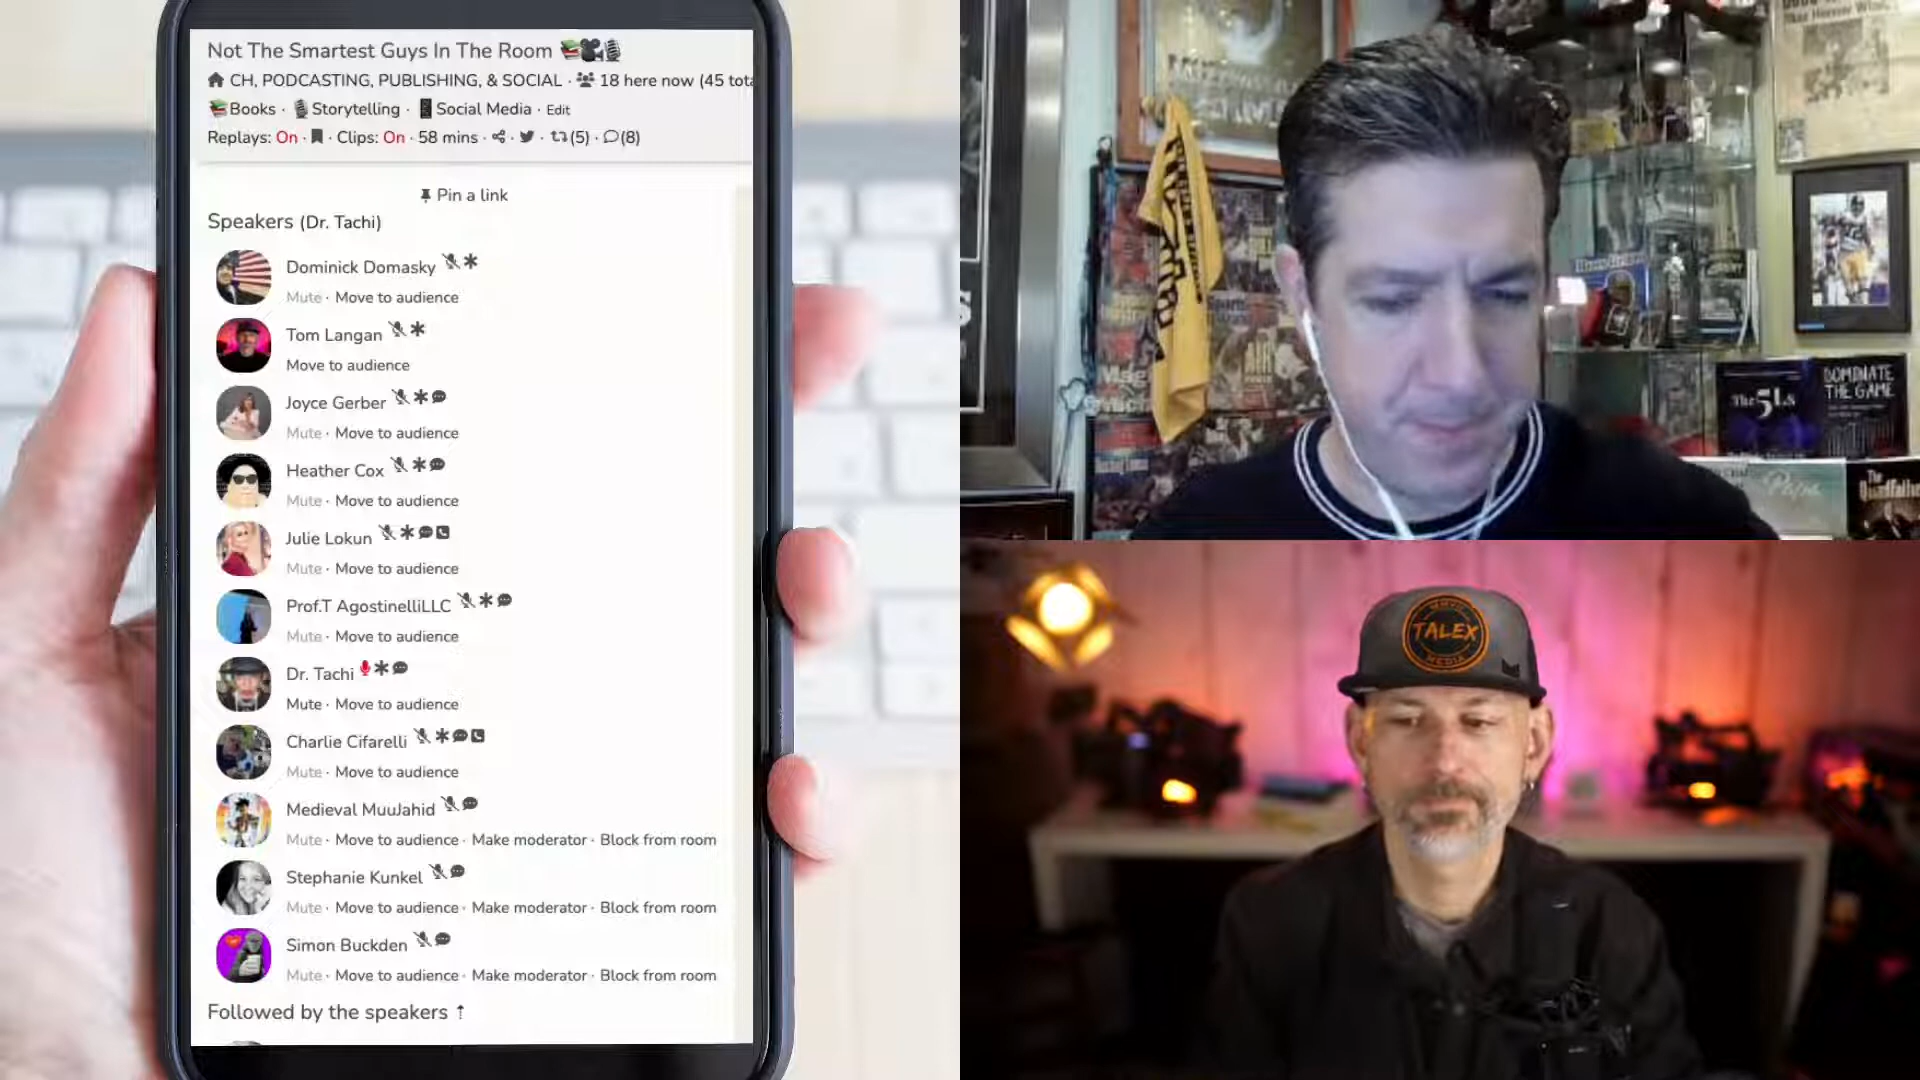 Not The Smartest Guys In The Room
CH, PODCASTING, PUBLISHING, & SOCIAL · 18 here now (45 tota
Books · Storytelling · Social Media · Edit
Replays: On · Clips: On · 58 mins · · · (5) · (8)
Pin a link
Speakers (Dr. Tachi)
Dominick Domasky
Mute · Move to audience
Tom Langan
Move to audience
Joyce Gerber
Mute · Move to audience
Heather Cox
Mute · Move to audience
Julie Lokun
Mute · Move to audience
Prof.T AgostinelliLLC
Mute · Move to audience
Dr. Tachi
Mute · Move to audience
Charlie Cifarelli
Mute · Move to audience
Medieval MuuJahid
Mute · Move to audience · Make moderator · Block from room
Stephanie Kunkel
Mute · Move to audience · Make moderator · Block from room
Simon Buckden
Mute · Move to audience · Make moderator · Block from room
Followed by the speakers ↑
The 5L's
DOMINATE
THE GAME
The
TALEX
MEDIA